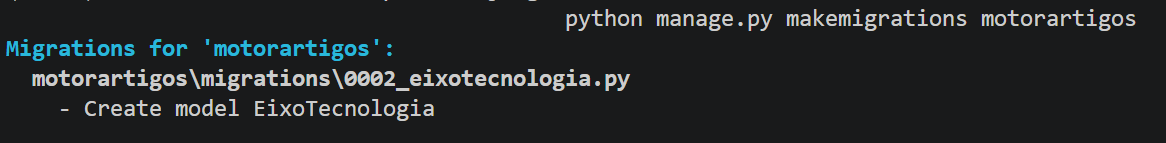 python manage.py makemigrations motorartigos
Migrations for 'motorartigos':
motorartigos\migrations\0002_eixotecnologia.py
- Create model EixoTecnologia